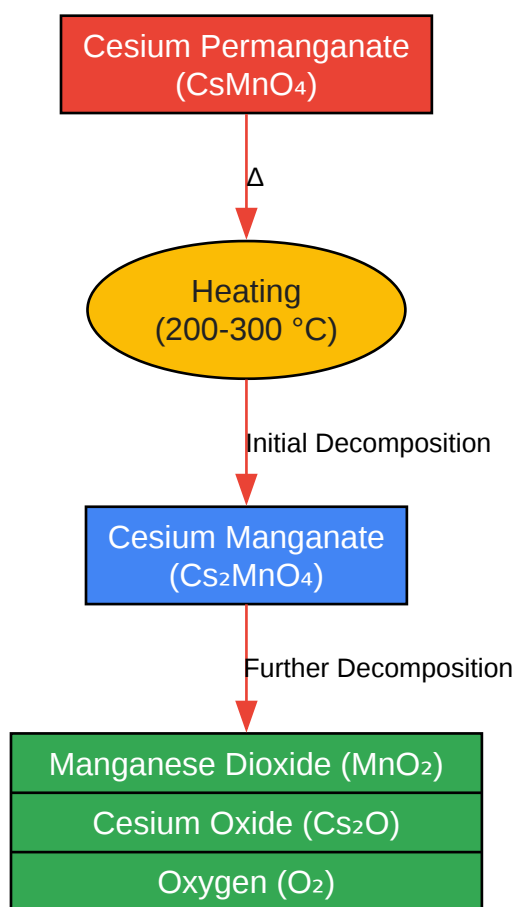 Cesium Permanganate
(CsMnO₄)
Δ
Heating
(200-300 °C)
Initial Decomposition
Cesium Manganate
(Cs₂MnO₄)
Further Decomposition
Manganese Dioxide (MnO₂)
Cesium Oxide (Cs₂O)
Oxygen (O₂)